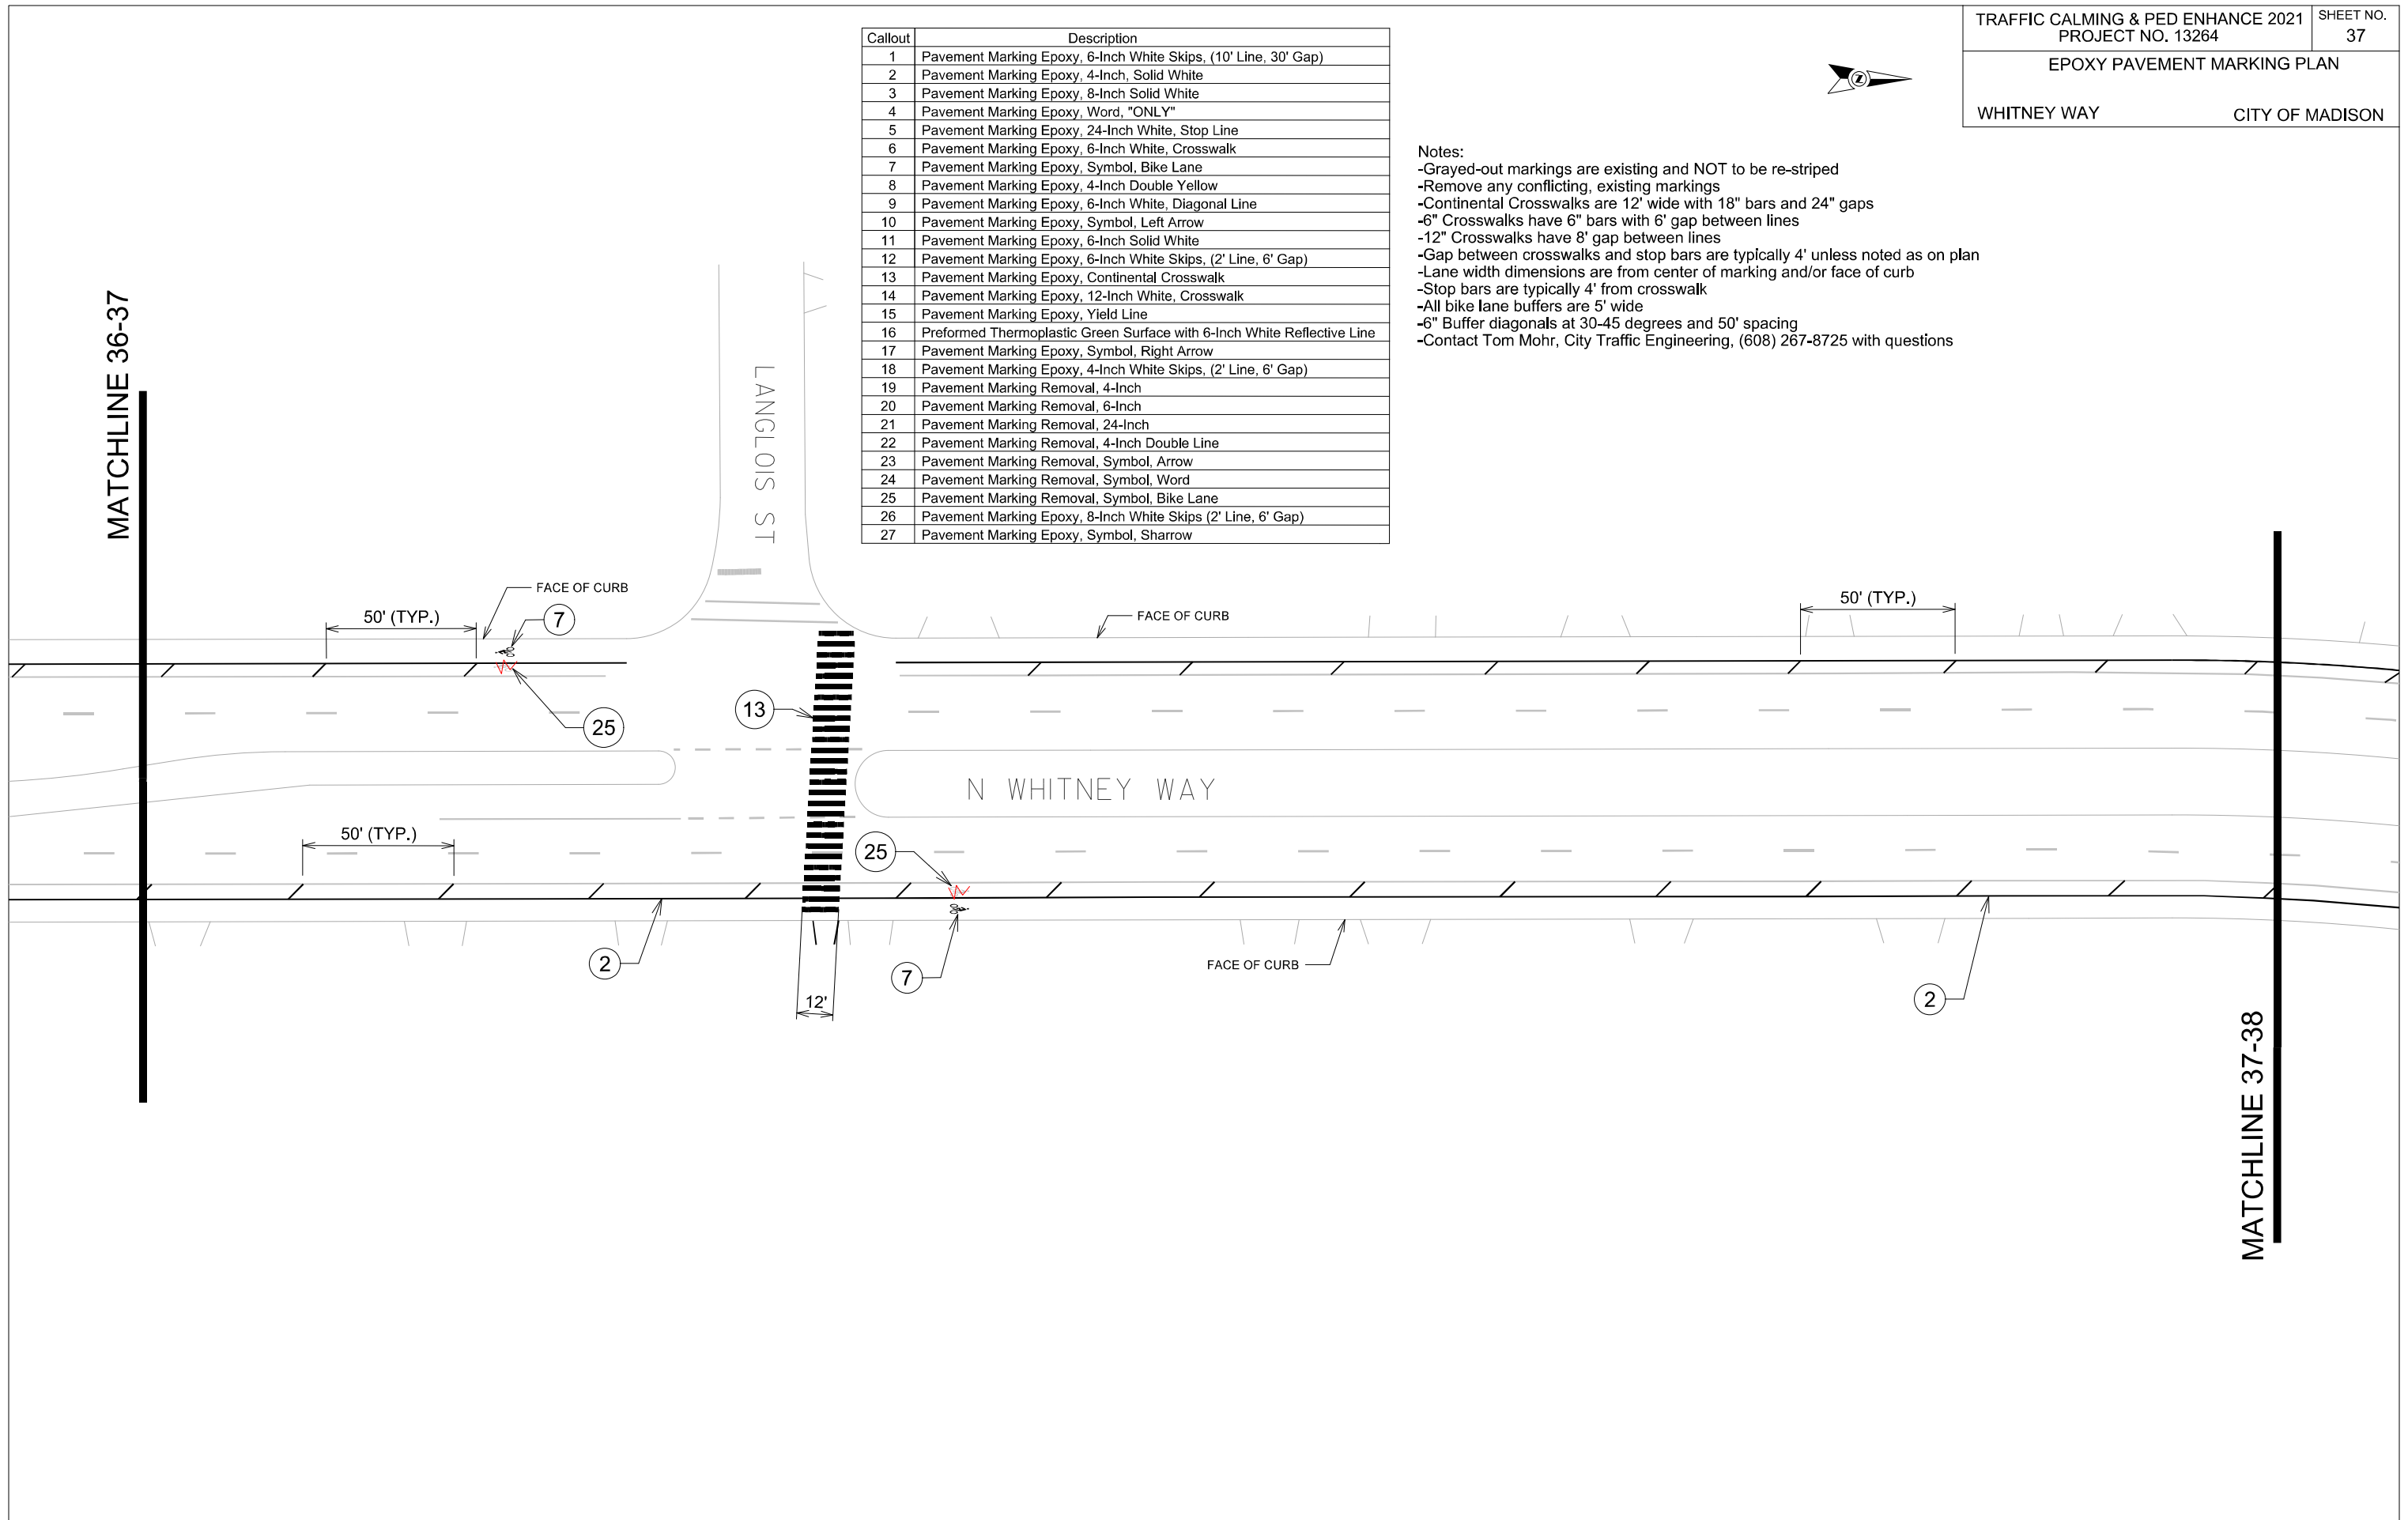 TRAFFIC CALMING & PED ENHANCE 2021
PROJECT NO. 13264
SHEET NO.
37
EPOXY PAVEMENT MARKING PLAN
WHITNEY WAY
CITY OF MADISON
Z
Callout Description
1 Pavement Marking Epoxy, 6-Inch White Skips, (10' Line, 30' Gap)
2 Pavement Marking Epoxy, 4-Inch, Solid White
3 Pavement Marking Epoxy, 8-Inch Solid White
4 Pavement Marking Epoxy, Word, "ONLY"
5 Pavement Marking Epoxy, 24-Inch White, Stop Line
6 Pavement Marking Epoxy, 6-Inch White, Crosswalk
7 Pavement Marking Epoxy, Symbol, Bike Lane
8 Pavement Marking Epoxy, 4-Inch Double Yellow
9 Pavement Marking Epoxy, 6-Inch White, Diagonal Line
10 Pavement Marking Epoxy, Symbol, Left Arrow
11 Pavement Marking Epoxy, 6-Inch Solid White
12 Pavement Marking Epoxy, 6-Inch White Skips, (2' Line, 6' Gap)
13 Pavement Marking Epoxy, Continental Crosswalk
14 Pavement Marking Epoxy, 12-Inch White, Crosswalk
15 Pavement Marking Epoxy, Yield Line
16 Preformed Thermoplastic Green Surface with 6-Inch White Reflective Line
17 Pavement Marking Epoxy, Symbol, Right Arrow
18 Pavement Marking Epoxy, 4-Inch White Skips, (2' Line, 6' Gap)
19 Pavement Marking Removal, 4-Inch
20 Pavement Marking Removal, 6-Inch
21 Pavement Marking Removal, 24-Inch
22 Pavement Marking Removal, 4-Inch Double Line
23 Pavement Marking Removal, Symbol, Arrow
24 Pavement Marking Removal, Symbol, Word
25 Pavement Marking Removal, Symbol, Bike Lane
26 Pavement Marking Epoxy, 8-Inch White Skips (2' Line, 6' Gap)
27 Pavement Marking Epoxy, Symbol, Sharrow
Notes:
-Grayed-out markings are existing and NOT to be re-striped
-Remove any conflicting, existing markings
-Continental Crosswalks are 12' wide with 18" bars and 24" gaps
-6" Crosswalks have 6" bars with 6' gap between lines
-12" Crosswalks have 8' gap between lines
-Gap between crosswalks and stop bars are typically 4' unless noted as on plan
-Lane width dimensions are from center of marking and/or face of curb
-Stop bars are typically 4' from crosswalk
-All bike lane buffers are 5' wide
-6" Buffer diagonals at 30-45 degrees and 50' spacing
-Contact Tom Mohr, City Traffic Engineering, (608) 267-8725 with questions
MATCHLINE 36-37
LANGLOIS ST
FACE OF CURB
50' (TYP.)
7
25
13
FACE OF CURB
50' (TYP.)
N WHITNEY WAY
50' (TYP.)
25
2
7
12'
FACE OF CURB
2
MATCHLINE 37-38